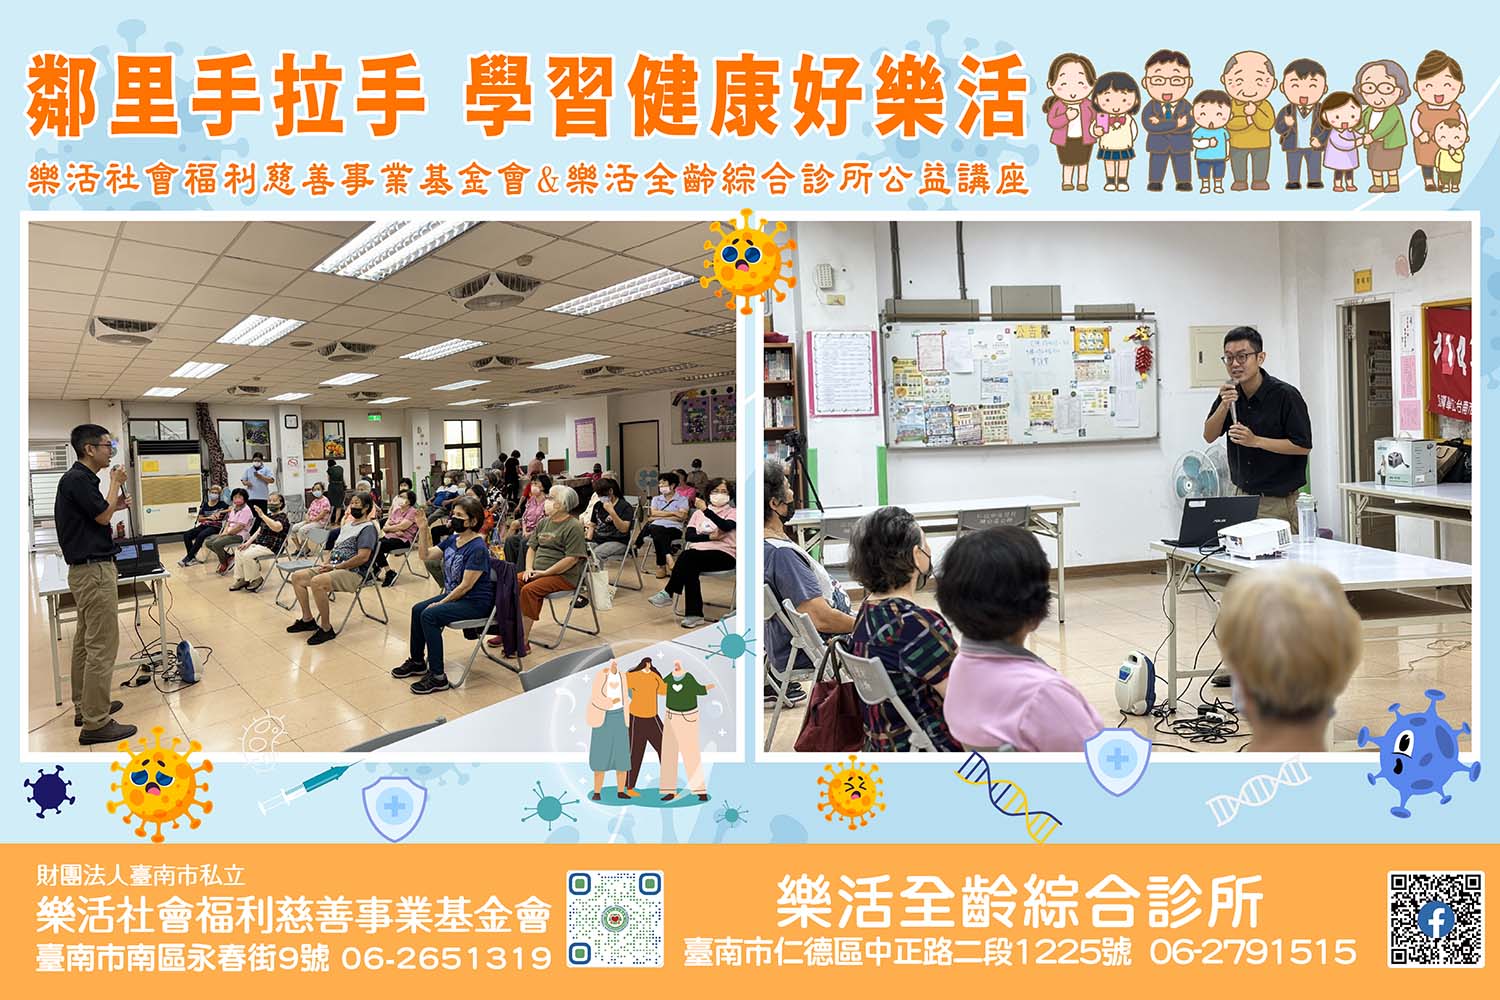 鄰里手拉手 學習健康好樂活
樂活社會福利慈善事業基金會&樂活全齡綜合診所公益講座
公告欄
ASUS
財團法人臺南市私立
樂活社會福利慈善事業基金會
臺南市南區永春街9號 06-2651319
樂活全齡綜合診所
臺南市仁德區中正路二段1225號 06-2791515